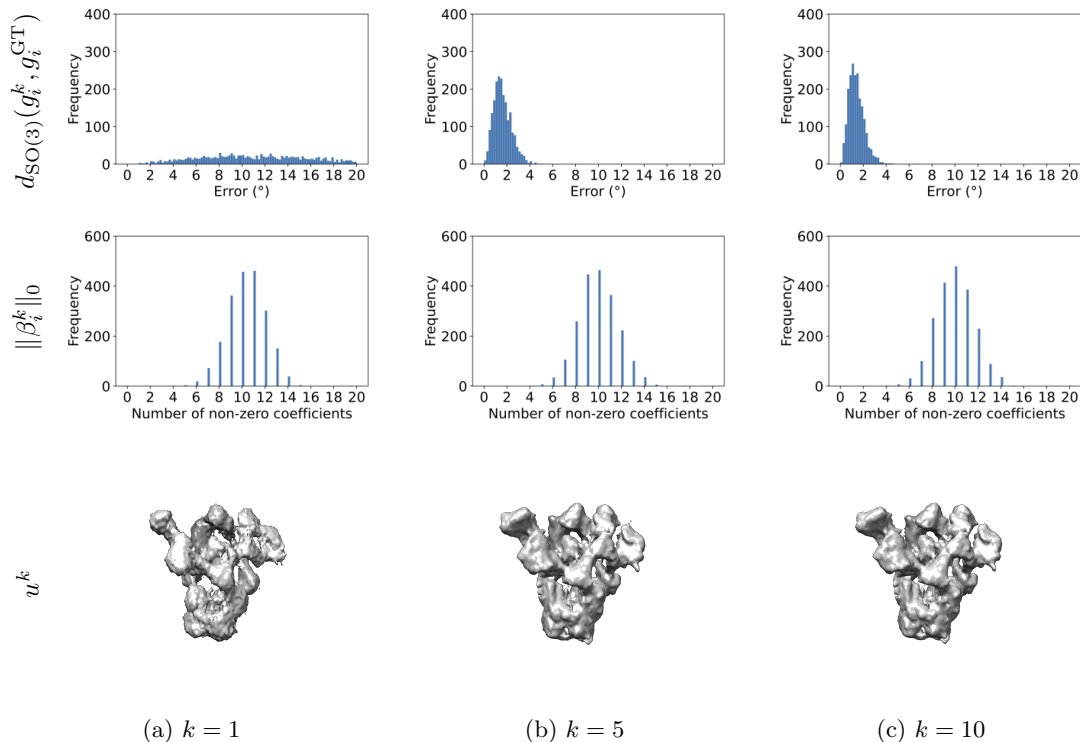 d_{SO(3)}(g_i^k, g_i^{GT})
Frequency
400
300
200
100
0
0 2 4 6 8 10 12 14 16 18 20
Error (°)
Frequency
400
300
200
100
0
0 2 4 6 8 10 12 14 16 18 20
Error (°)
Frequency
400
300
200
100
0
0 2 4 6 8 10 12 14 16 18 20
Error (°)
||β_i^k||_0
Frequency
600
400
200
0
0 2 4 6 8 10 12 14 16 18 20
Number of non-zero coefficients
Frequency
600
400
200
0
0 2 4 6 8 10 12 14 16 18 20
Number of non-zero coefficients
Frequency
600
400
200
0
0 2 4 6 8 10 12 14 16 18 20
Number of non-zero coefficients
u^k
(a) k = 1
(b) k = 5
(c) k = 10